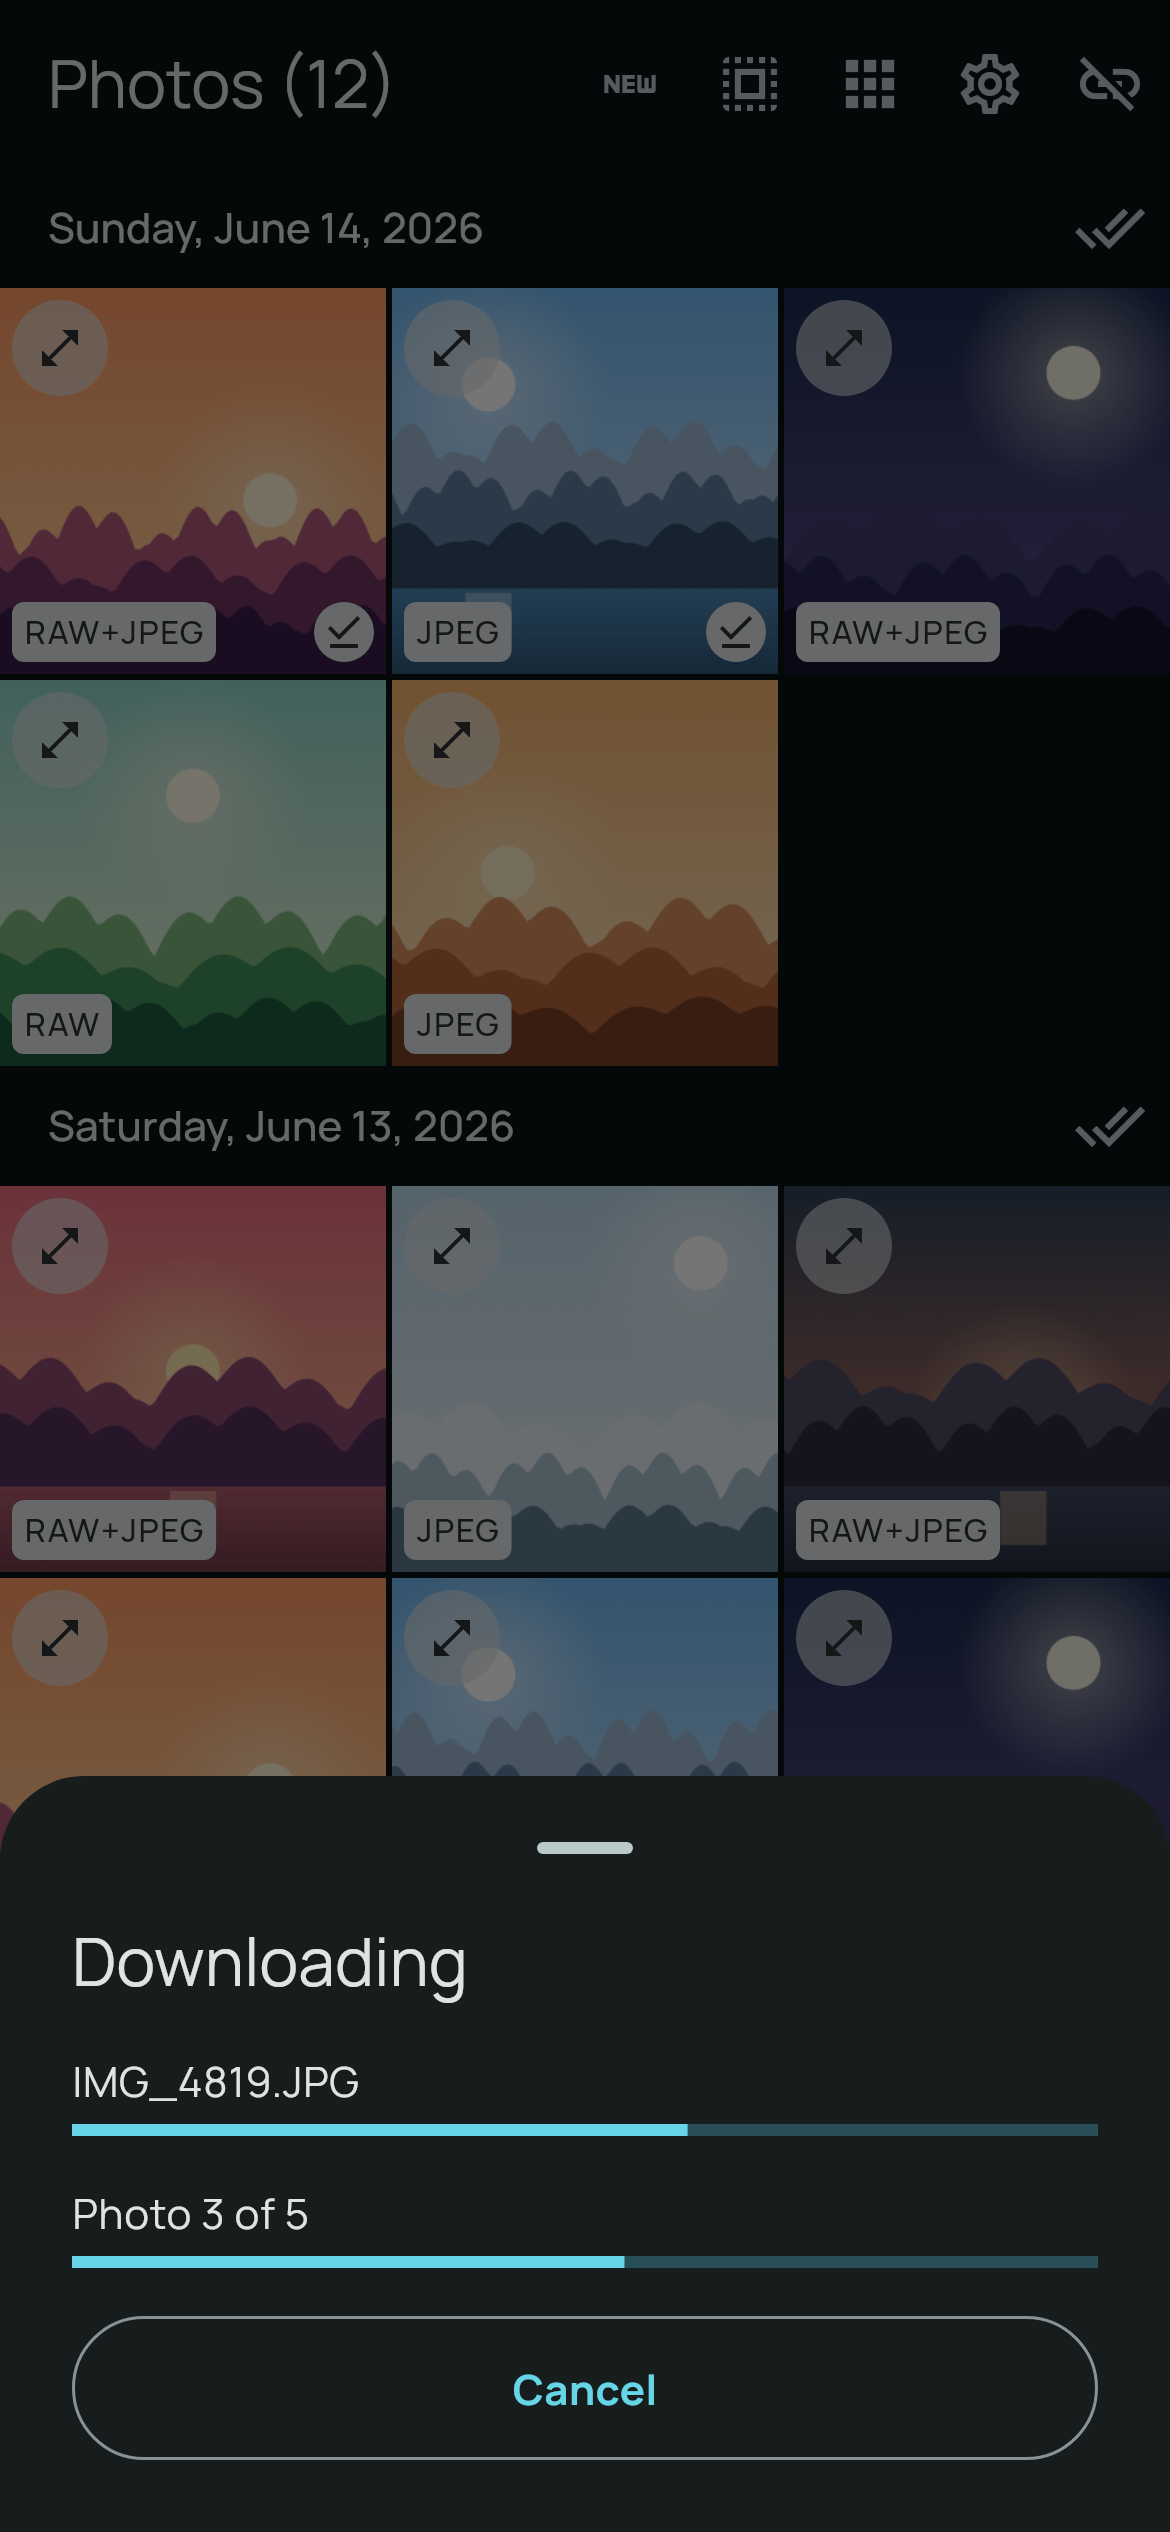 Photos (12)
NEW
Sunday, June 14, 2026
RAW+JPEG
JPEG
RAW+JPEG
RAW
JPEG
Saturday, June 13, 2026
RAW+JPEG
JPEG
RAW+JPEG
Downloading
IMG_4819.JPG
Photo 3 of 5
Cancel